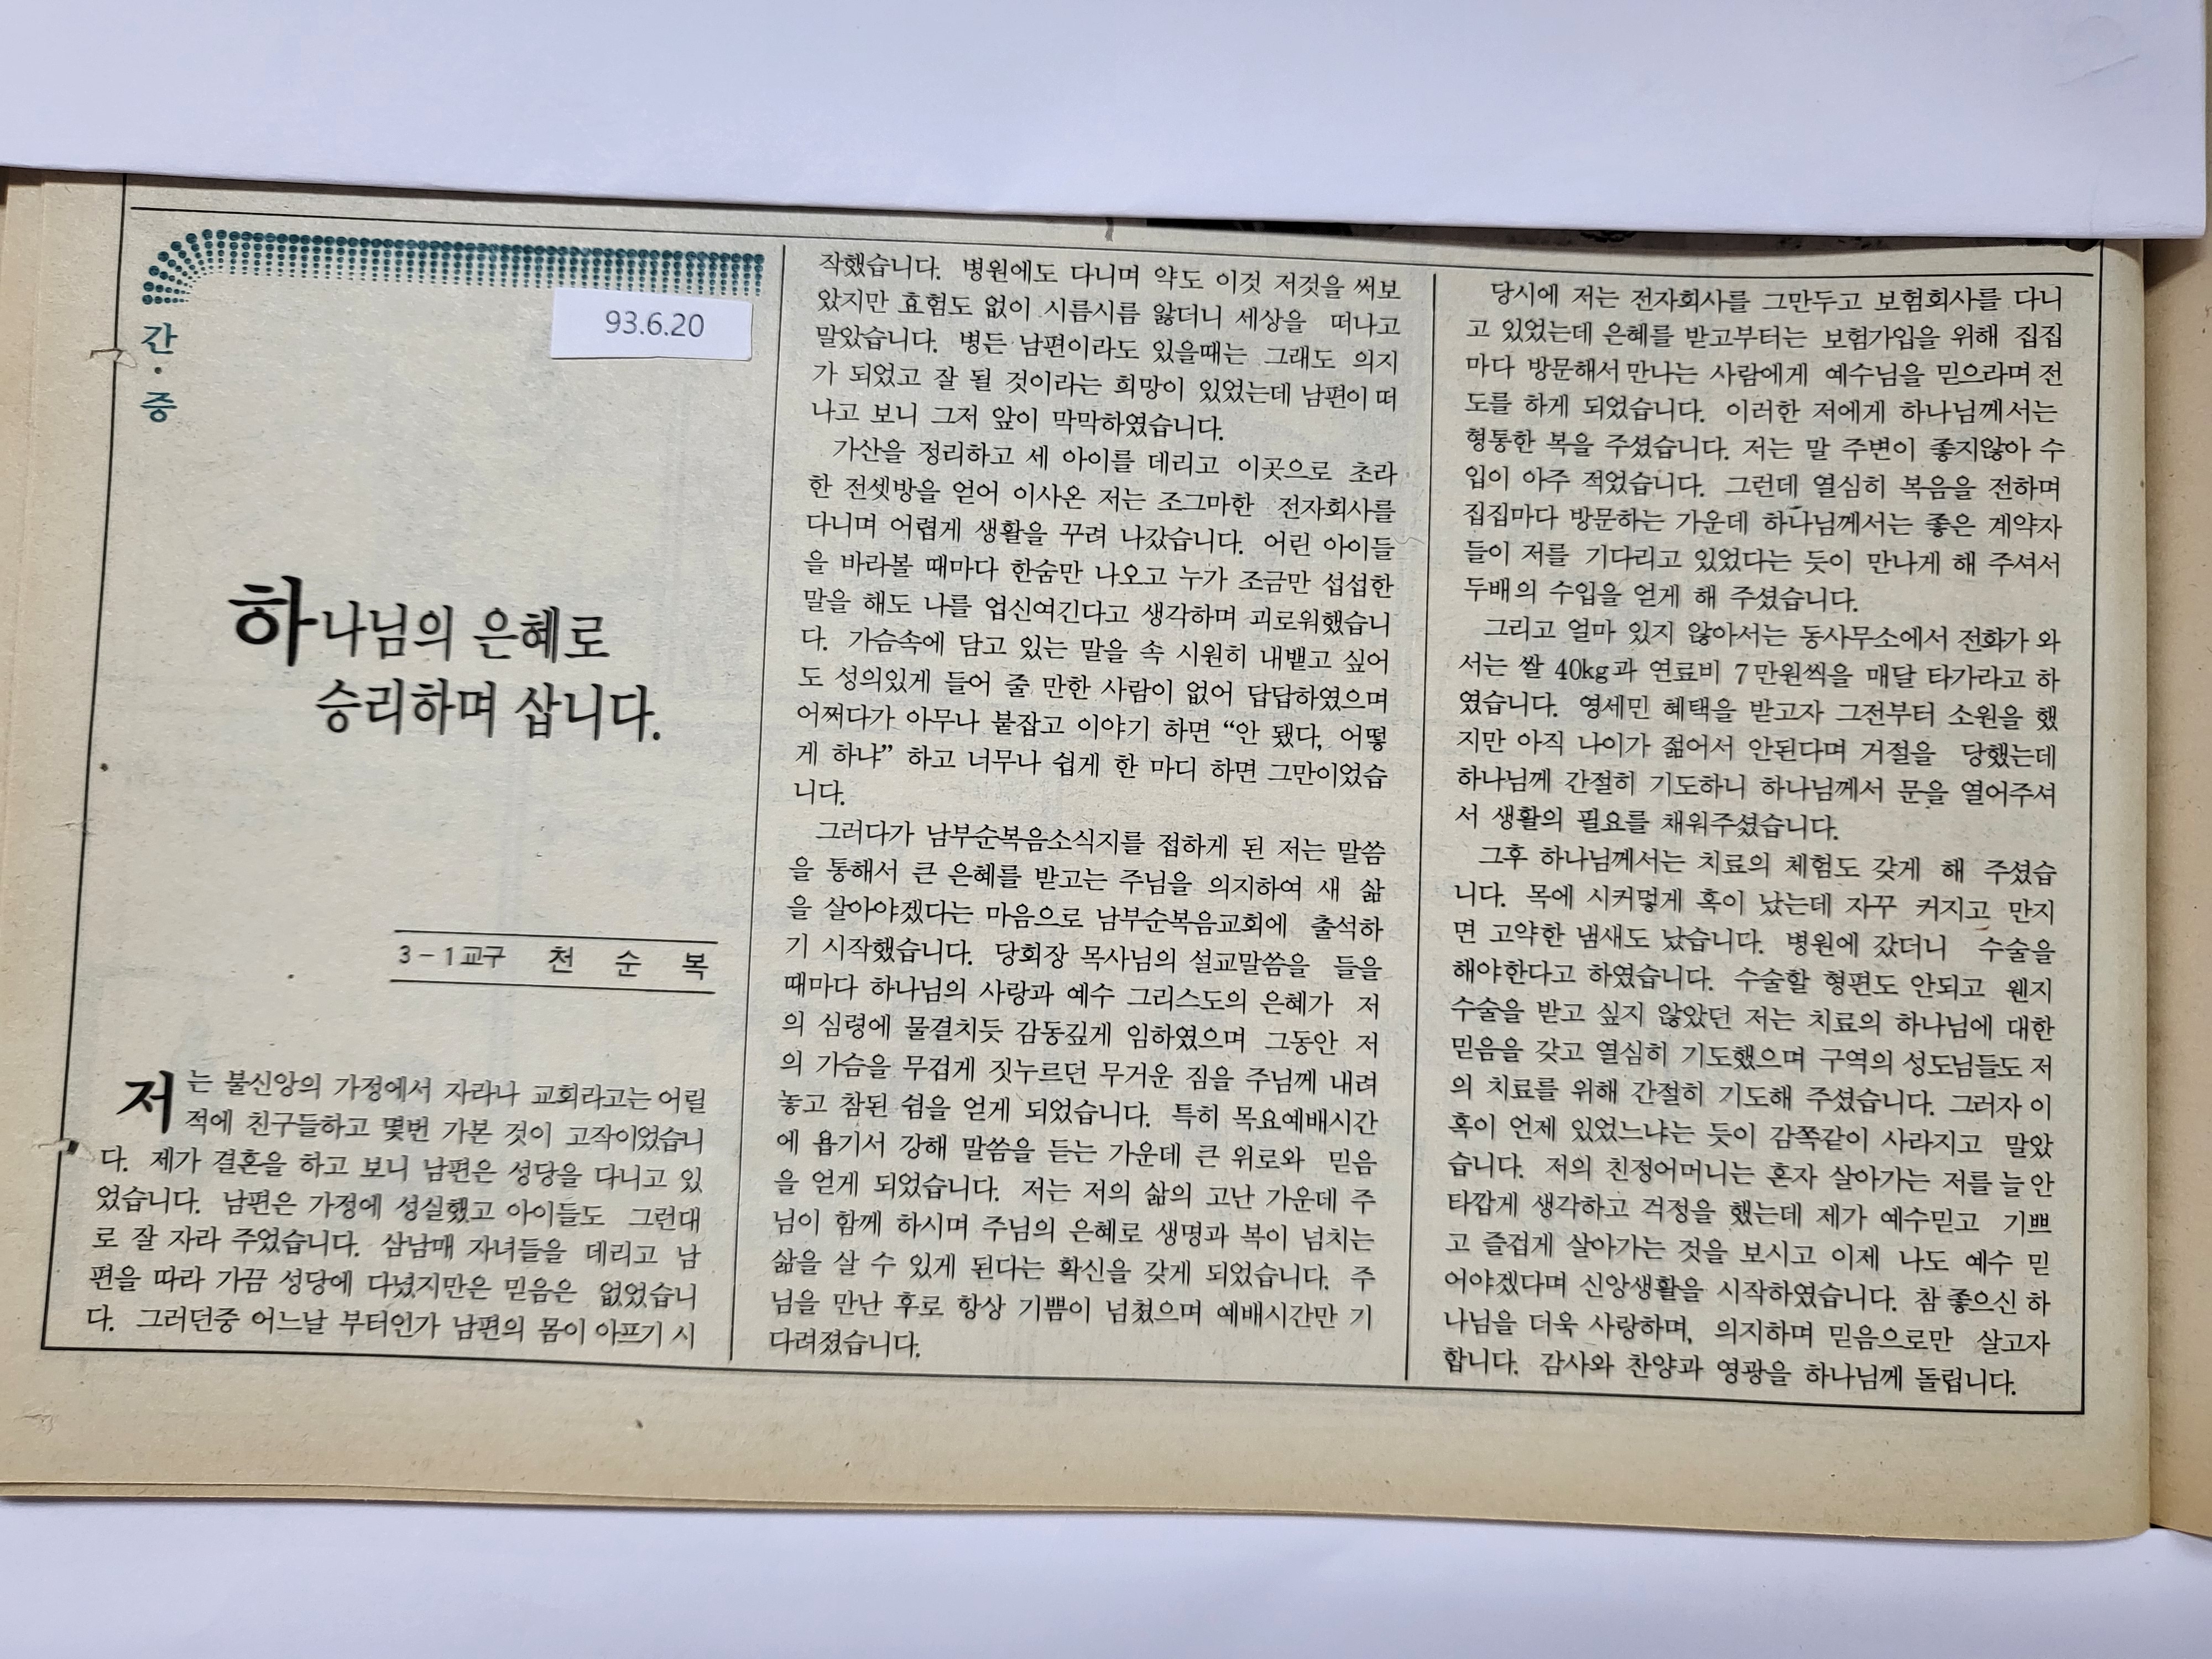 93.6.20
간·증
하나님의 은혜로
승리하며 삽니다.
3-1교구 천 순 복
저는 불신앙의 가정에서 자라나 교회라고는 어릴
적에 친구들하고 몇번 가본 것이 고작이었습니
다. 제가 결혼을 하고 보니 남편은 성당을 다니고 있
었습니다. 남편은 가정에 성실했고 아이들도 그런대
로 잘 자라 주었습니다. 삼남매 자녀들을 데리고 남
편을 따라 가끔 성당에 다녔지만은 믿음은 없었습니
다. 그러던중 어느날 부터인가 남편의 몸이 아프기 시
작했습니다. 병원에도 다니며 약도 이것 저것을 써보
았지만 효험도 없이 시름시름 앓더니 세상을 떠나고
말았습니다. 병든 남편이라도 있을때는 그래도 의지
가 되었고 잘 될 것이라는 희망이 있었는데 남편이 떠
나고 보니 그저 앞이 막막하였습니다.
가산을 정리하고 세 아이를 데리고 이곳으로 초라
한 전셋방을 얻어 이사온 저는 조그마한 전자회사를
다니며 어렵게 생활을 꾸려 나갔습니다. 어린 아이들
을 바라볼 때마다 한숨만 나오고 누가 조금만 섭섭한
말을 해도 나를 업신여긴다고 생각하며 괴로워했습니
다. 가슴속에 담고 있는 말을 속 시원히 내뱉고 싶어
도 성의있게 들어 줄 만한 사람이 없어 답답하였으며
어쩌다가 아무나 붙잡고 이야기 하면 “안 됐다, 어떻
게 하냐” 하고 너무나 쉽게 한 마디 하면 그만이었습
니다.
그러다가 남부순복음소식지를 접하게 된 저는 말씀
을 통해서 큰 은혜를 받고는 주님을 의지하여 새 삶
을 살아야겠다는 마음으로 남부순복음교회에 출석하
기 시작했습니다. 당회장 목사님의 설교말씀을 들을
때마다 하나님의 사랑과 예수 그리스도의 은혜가 저
의 심령에 물결치듯 감동깊게 임하였으며 그동안 저
의 가슴을 무겁게 짓누르던 무거운 짐을 주님께 내려
놓고 참된 쉼을 얻게 되었습니다. 특히 목요예배시간
에 욥기서 강해 말씀을 듣는 가운데 큰 위로와 믿음
을 얻게 되었습니다. 저는 저의 삶의 고난 가운데 주
님이 함께 하시며 주님의 은혜로 생명과 복이 넘치는
삶을 살 수 있게 된다는 확신을 갖게 되었습니다. 주
님을 만난 후로 항상 기쁨이 넘쳤으며 예배시간만 기
다려졌습니다.
당시에 저는 전자회사를 그만두고 보험회사를 다니
고 있었는데 은혜를 받고부터는 보험가입을 위해 집집
마다 방문해서 만나는 사람에게 예수님을 믿으라며 전
도를 하게 되었습니다. 이러한 저에게 하나님께서는
형통한 복을 주셨습니다. 저는 말 주변이 좋지않아 수
입이 아주 적었습니다. 그런데 열심히 복음을 전하며
집집마다 방문하는 가운데 하나님께서는 좋은 계약자
들이 저를 기다리고 있었다는 듯이 만나게 해 주셔서
두배의 수입을 얻게 해 주셨습니다.
그리고 얼마 있지 않아서는 동사무소에서 전화가 와
서는 쌀 40kg과 연료비 7만원씩을 매달 타가라고 하
였습니다. 영세민 혜택을 받고자 그전부터 소원을 했
지만 아직 나이가 젊어서 안된다며 거절을 당했는데
하나님께 간절히 기도하니 하나님께서 문을 열어주셔
서 생활의 필요를 채워주셨습니다.
그후 하나님께서는 치료의 체험도 갖게 해 주셨습
니다. 목에 시커멓게 혹이 났는데 자꾸 커지고 만지
면 고약한 냄새도 났습니다. 병원에 갔더니 수술을
해야한다고 하였습니다. 수술할 형편도 안되고 웬지
수술을 받고 싶지 않았던 저는 치료의 하나님에 대한
믿음을 갖고 열심히 기도했으며 구역의 성도님들도 저
의 치료를 위해 간절히 기도해 주셨습니다. 그러자 이
혹이 언제 있었느냐는 듯이 감쪽같이 사라지고 말았
습니다. 저의 친정어머니는 혼자 살아가는 저를 늘 안
타깝게 생각하고 걱정을 했는데 제가 예수믿고 기쁘
고 즐겁게 살아가는 것을 보시고 이제 나도 예수 믿
어야겠다며 신앙생활을 시작하였습니다. 참 좋으신 하
나님을 더욱 사랑하며, 의지하며 믿음으로만 살고자
합니다. 감사와 찬양과 영광을 하나님께 돌립니다.